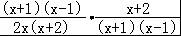 (x+1)(x-1)/2x(x+2) · x+2/(x+1)(x-1)